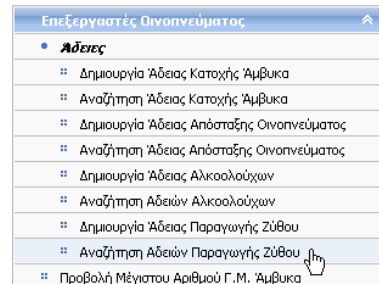 Επεξεργαστές Οινοπνεύματος
Άδειες
Δημιουργία Άδειας Κατοχής Άμβυκα
Αναζήτηση Άδειας Κατοχής Άμβυκα
Δημιουργία Άδειας Απόσταξης Οινοπνεύματος
Αναζήτηση Άδειας Απόσταξης Οινοπνεύματος
Δημιουργία Άδειας Αλκοολούχων
Αναζήτηση Αδειών Αλκοολούχων
Δημιουργία Άδειας Παραγωγής Ζύθου
Αναζήτηση Αδειών Παραγωγής Ζύθου
Προβολή Μέγιστου Αριθμού Γ.Μ. Άμβυκα